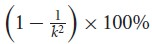 (1 − 1/k²) × 100%